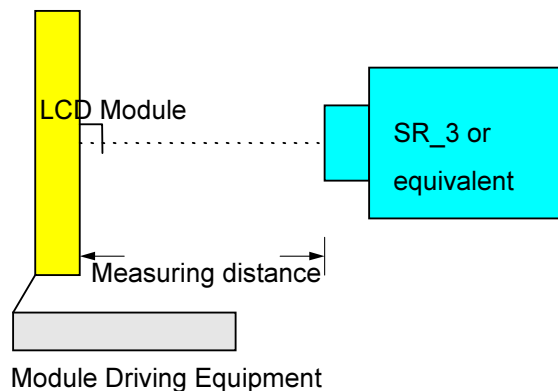 LCD Module
SR_3 or
equivalent
Measuring distance
Module Driving Equipment